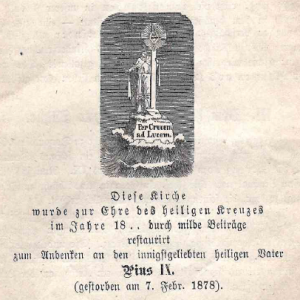 Per Crucem
ad Lucem.
Diese Kirche
wurde zur Ehre des heiligen Kreuzes
im Jahre 18 . . durch milde Beiträge
restautirt
zum Andenken an den innigstgeliebten heiligen Vater
Pius IX.
(gestorben am 7. Febr. 1878).